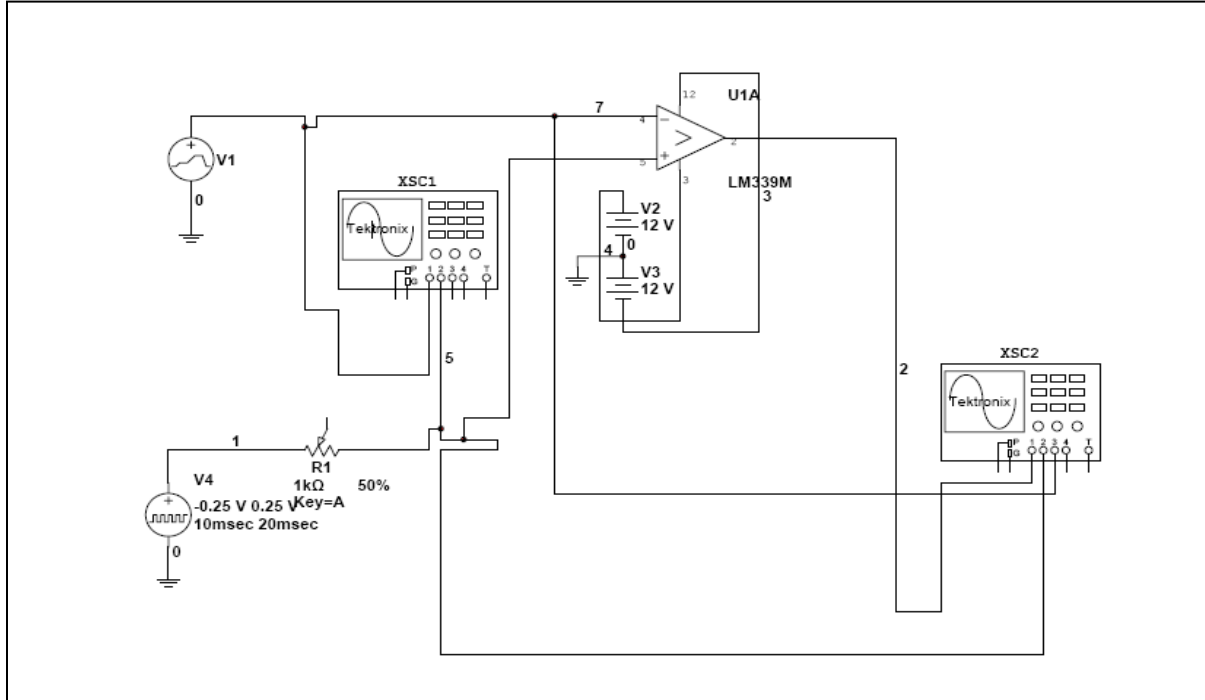 12
U1A
7
4
2
5
3
LM339M
3
V1
0
XSC1
Tektronix
P
G
1 2 3 4 T
V2
12 V
0
4
V3
12 V
5
2
XSC2
Tektronix
P
G
1 2 3 4 T
1
R1
1kΩ 50%
Key=A
V4
-0.25 V 0.25 V
10msec 20msec
0